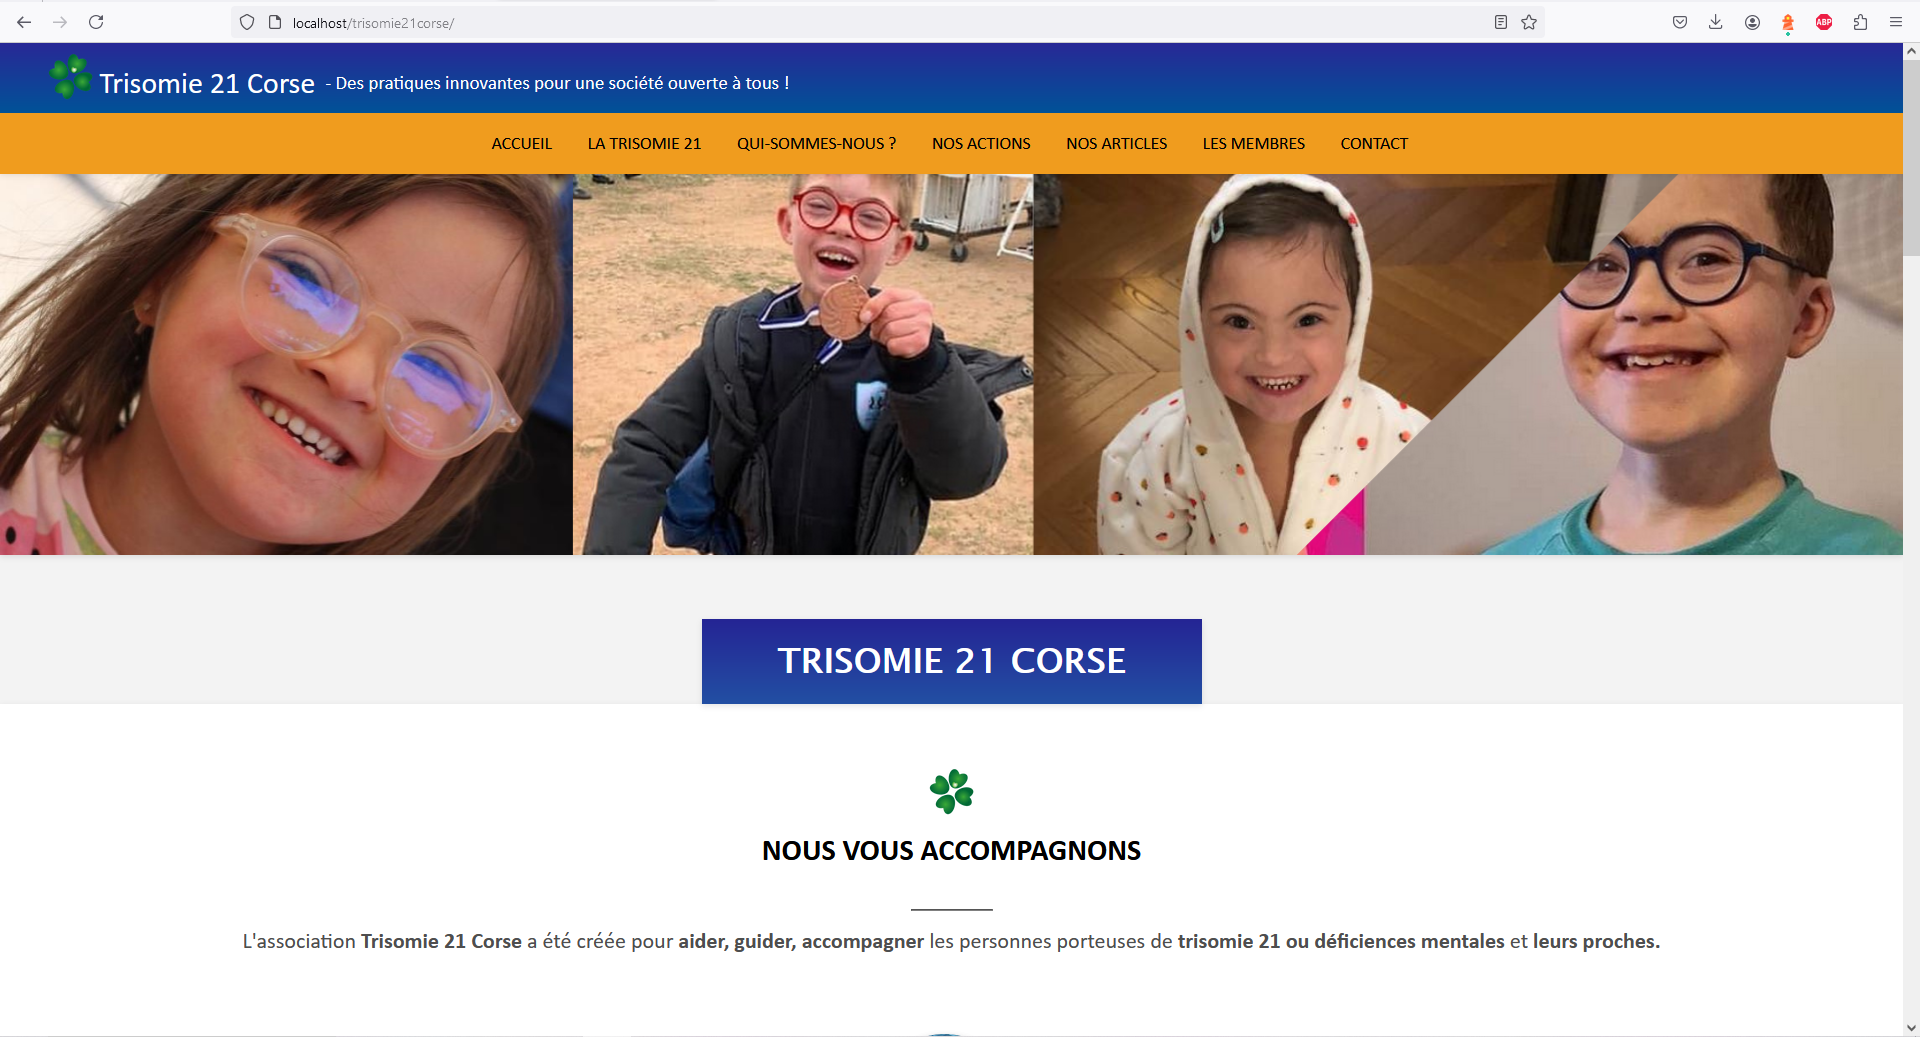 localhost/trisomie21corse/
ABP
Trisomie 21 Corse - Des pratiques innovantes pour une société ouverte à tous !
ACCUEIL LA TRISOMIE 21 QUI-SOMMES-NOUS ? NOS ACTIONS NOS ARTICLES LES MEMBRES CONTACT
TRISOMIE 21 CORSE
NOUS VOUS ACCOMPAGNONS
L'association Trisomie 21 Corse a été créée pour aider, guider, accompagner les personnes porteuses de trisomie 21 ou déficiences mentales et leurs proches.